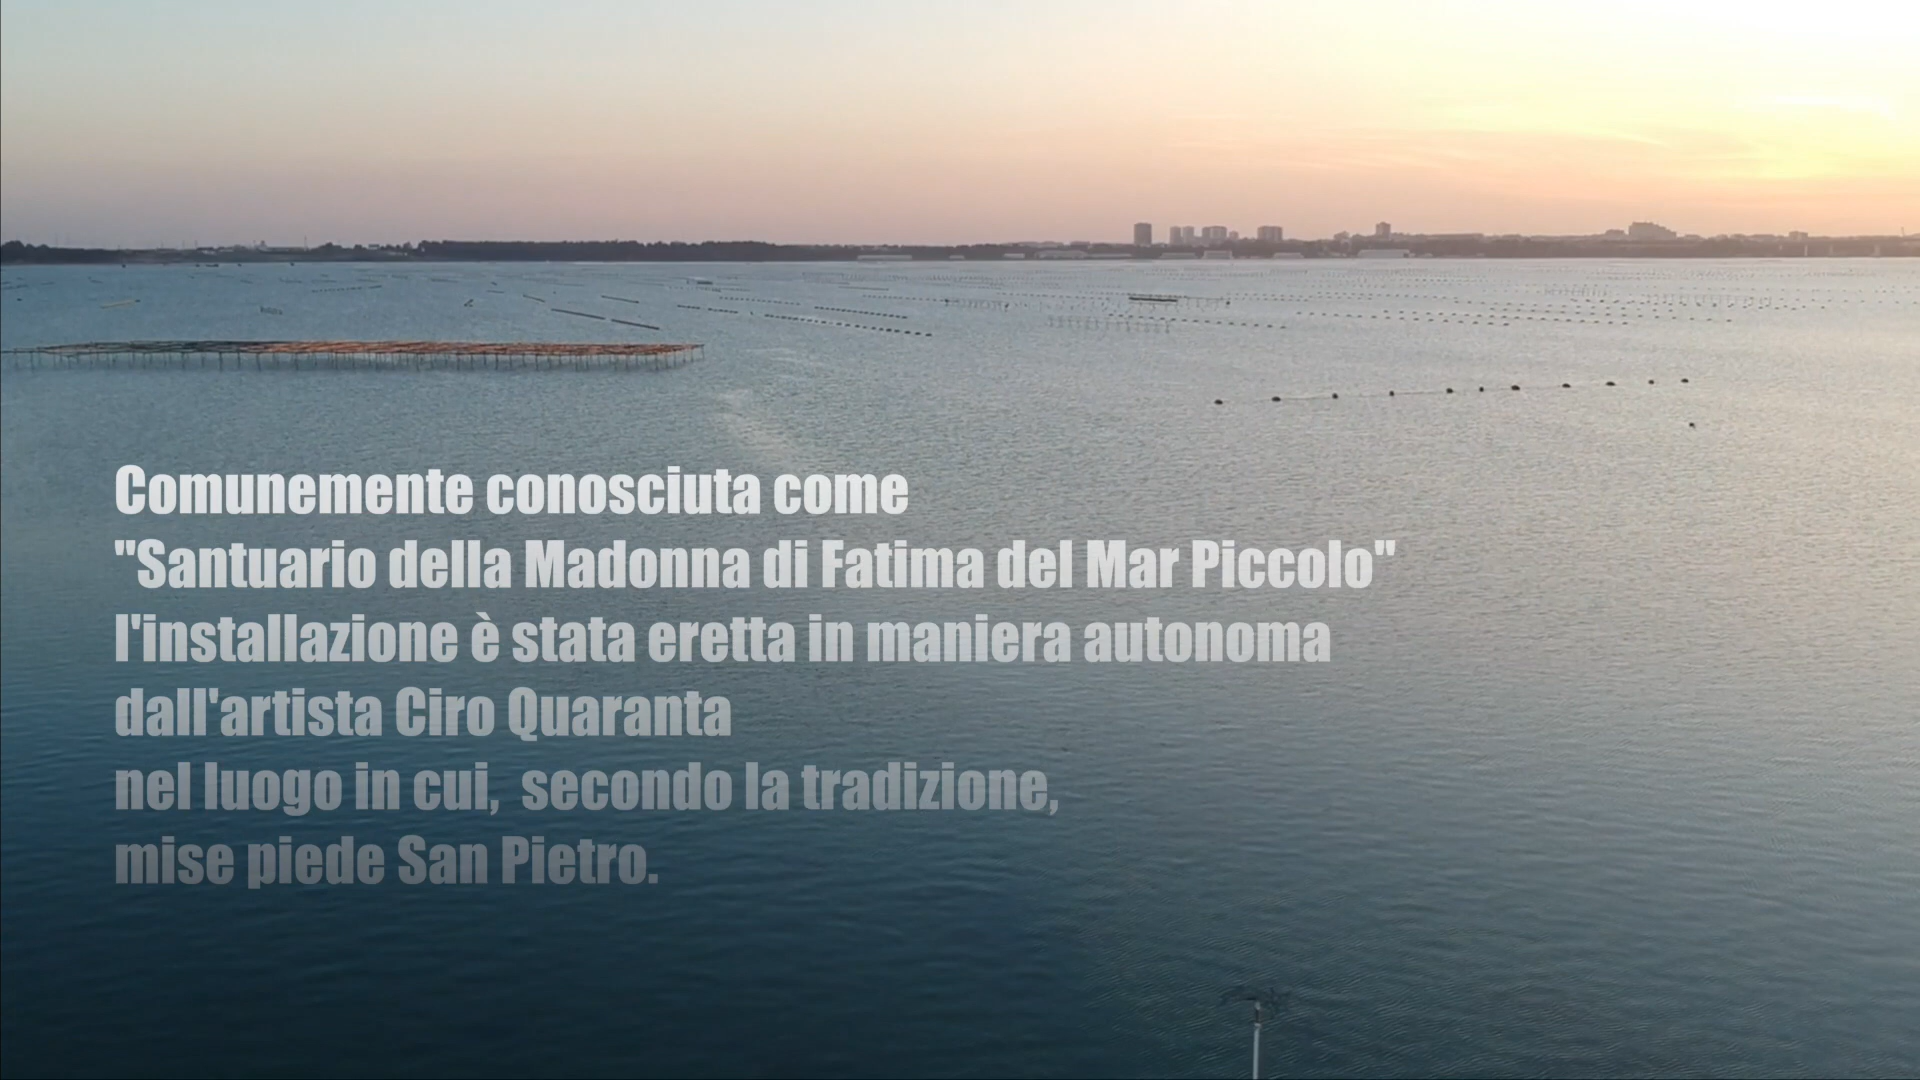 Comunemente conosciuta come
"Santuario della Madonna di Fatima del Mar Piccolo"
l'installazione è stata eretta in maniera autonoma
dall'artista Ciro Quaranta
nel luogo in cui,  secondo la tradizione,
mise piede San Pietro.